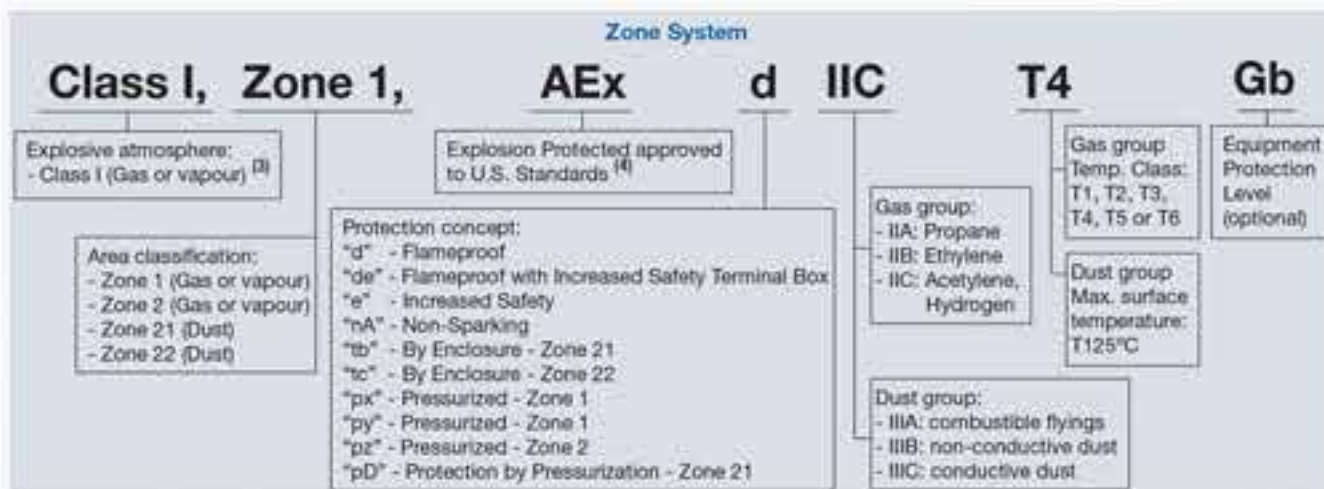 Zone System
Class I, Zone 1, AEx d IIC T4 Gb
Explosive atmosphere:
- Class I (Gas or vapour) (3)
Area classification:
- Zone 1 (Gas or vapour)
- Zone 2 (Gas or vapour)
- Zone 21 (Dust)
- Zone 22 (Dust)
Explosion Protected approved
to U.S. Standards (4)
Protection concept:
"d" - Flameproof
"de" - Flameproof with Increased Safety Terminal Box
"e" - Increased Safety
"nA" - Non-Sparking
"tb" - By Enclosure - Zone 21
"tc" - By Enclosure - Zone 22
"px" - Pressurized - Zone 1
"py" - Pressurized - Zone 1
"pz" - Pressurized - Zone 2
"pD" - Protection by Pressurization - Zone 21
Gas group:
- IIA: Propane
- IIB: Ethylene
- IIC: Acetylene,
Hydrogen
Dust group:
- IIIA: combustible flyings
- IIIB: non-conductive dust
- IIIC: conductive dust
Gas group
Temp. Class:
T1, T2, T3,
T4, T5 or T6
Dust group
Max. surface
temperature:
T125ºC
Equipment
Protection
Level
(optional)